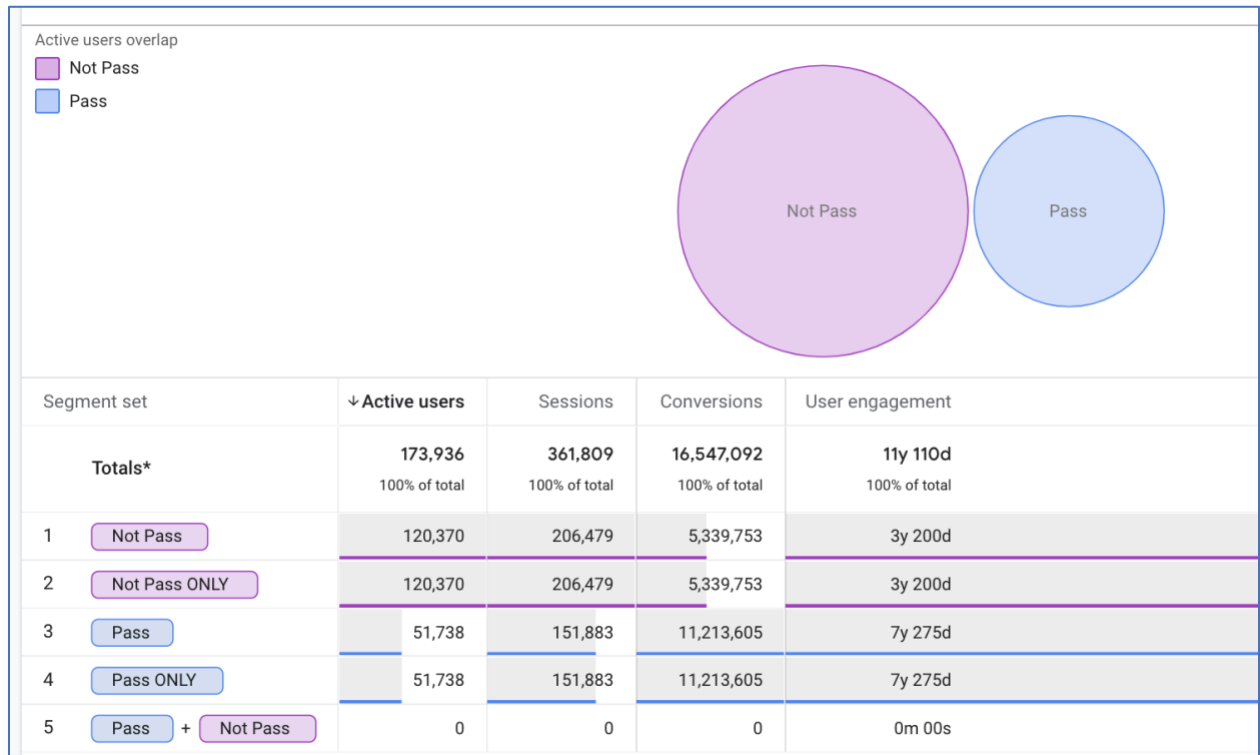 Active users overlap
Not Pass
Pass
Not Pass
Pass
Segment set ↓Active users Sessions Conversions User engagement
Totals* 173,936 361,809 16,547,092 11y 110d
100% of total 100% of total 100% of total 100% of total
1 Not Pass 120,370 206,479 5,339,753 3y 200d
2 Not Pass ONLY 120,370 206,479 5,339,753 3y 200d
3 Pass 51,738 151,883 11,213,605 7y 275d
4 Pass ONLY 51,738 151,883 11,213,605 7y 275d
5 Pass + Not Pass 0 0 0 0m 00s